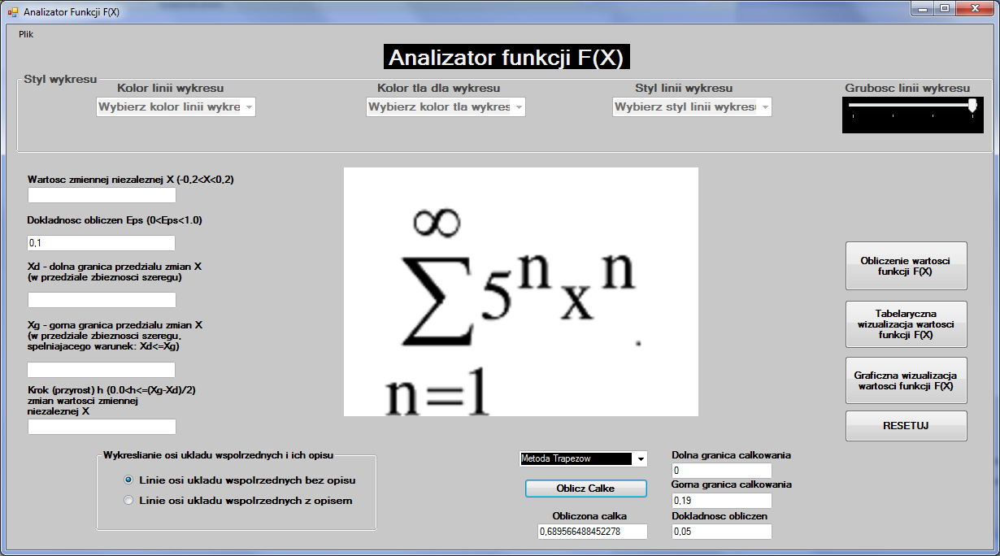 Analizator Funkcji F(X)
Plik
Analizator funkcji F(X)
Styl wykresu
Kolor linii wykresu
Kolor tla dla wykresu
Styl linii wykresu
Grubosc linii wykresu
Wybierz kolor linii wykre
Wybierz kolor tla wykres
Wybierz styl linii wykresu
Wartosc zmiennej niezaleznej X (-0,2<X<0,2)
Dokladnosc obliczen Eps (0<Eps<1.0)
0,1
Xd - dolna granica przedzialu zmian X
(w przedziale zbieznosci szeregu)
Xg - gorna granica przedzialu zmian X
(w przedziale zbieznosci szeregu,
spelniajacego warunek: Xd<=Xg)
Krok (przyrost) h (0.0<h<=(Xg-Xd)/2)
zmian wartosci zmiennej
niezaleznej X
∞
∑ 5ⁿxⁿ.
n=1
Obliczenie wartosci
funkcji F(X)
Tabelaryczna
wizualizacja wartosci
funkcji F(X)
Graficzna wizualizacja
wartosci funkcji F(X)
RESETUJ
Wykreslianie osi ukladu wspolrzednych i ich opisu
Linie osi ukladu wspolrzednych bez opisu
Linie osi ukladu wspolrzednych z opisem
Metoda Trapezow
Oblicz Calke
Obliczona calka
0,689566488452278
Dolna granica calkowania
0
Gorna granica calkowania
0,19
Dokladnosc obliczen
0,05